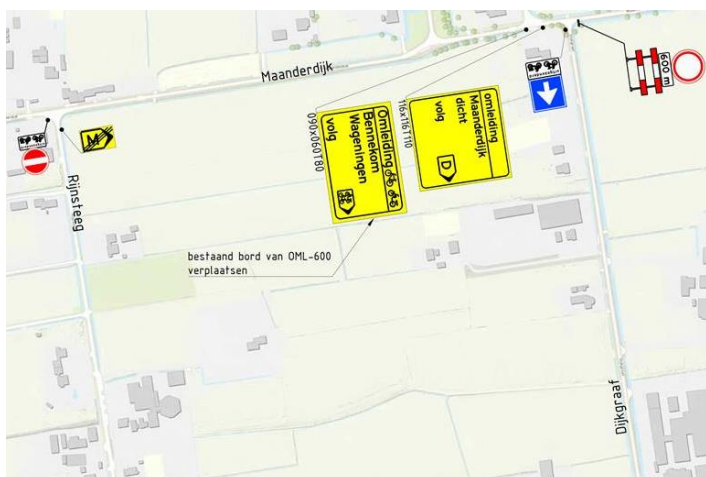 Maanderdijk
600 m
uitgezonderd
omleiding
Maanderdijk
dicht
volg
D
116x116T110
Omleiding
Bennekom
Wageningen
volg
090x060T80
M
Rijnsteeg
bestaand bord van OML-600
verplaatsen
Dijkgraaf